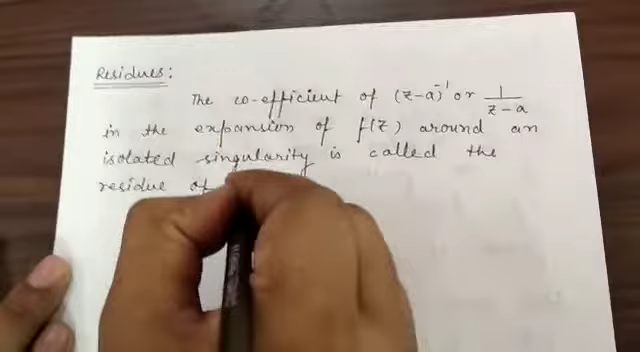 Residues:
The co-efficient of (z-a)⁻¹ or 1/(z-a)
in the expansion of f(z) around an
isolated singularity is called the
residue of